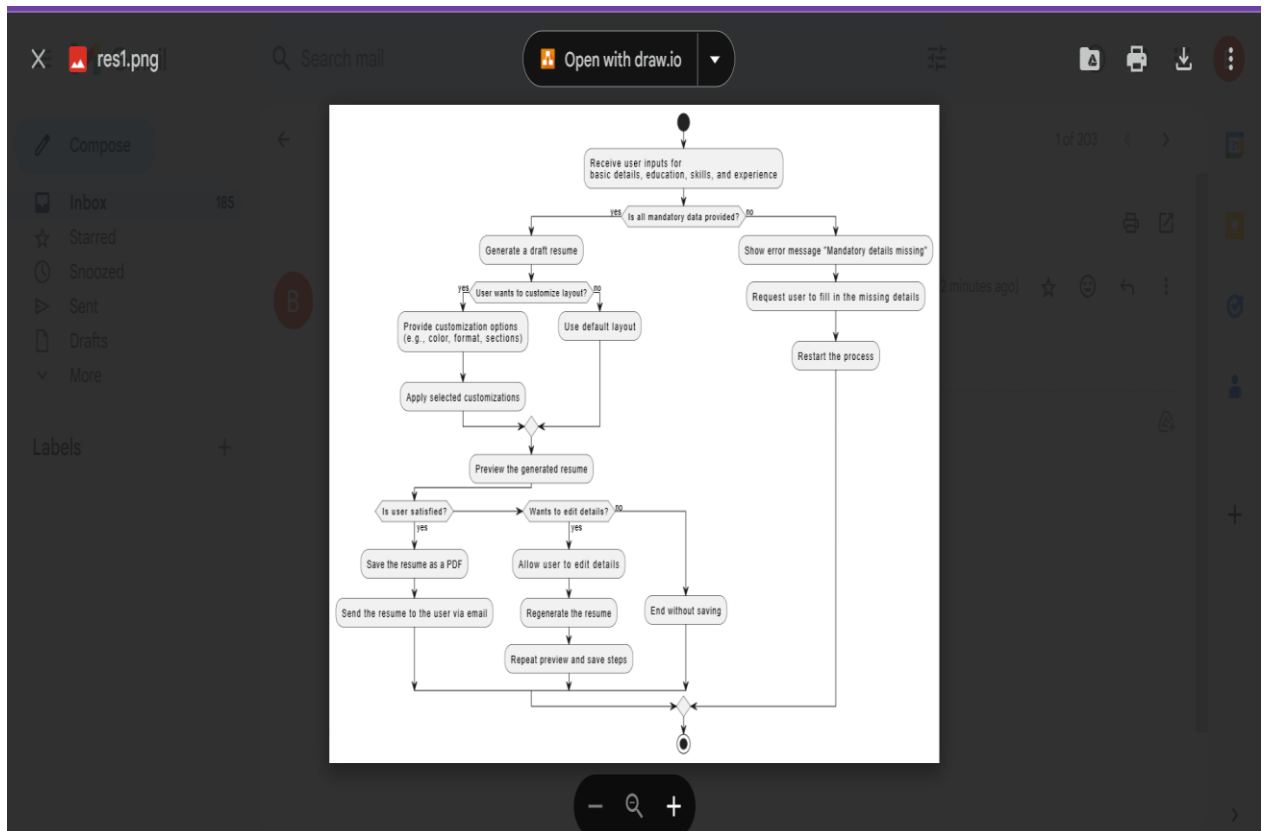 res1.png
Search mail
Open with draw.io
Compose
1 of 203
Inbox 185
Starred
Snoozed
Sent
Drafts
More
Labels
B
2 minutes ago)
Receive user inputs for
basic details, education, skills, and experience
Is all mandatory data provided?
yes
no
Generate a draft resume
Show error message "Mandatory details missing"
User wants to customize layout?
yes
no
Request user to fill in the missing details
Provide customization options
(e.g., color, format, sections)
Use default layout
Restart the process
Apply selected customizations
Preview the generated resume
Is user satisfied?
Wants to edit details?
no
yes
yes
Save the resume as a PDF
Allow user to edit details
Send the resume to the user via email
Regenerate the resume
End without saving
Repeat preview and save steps